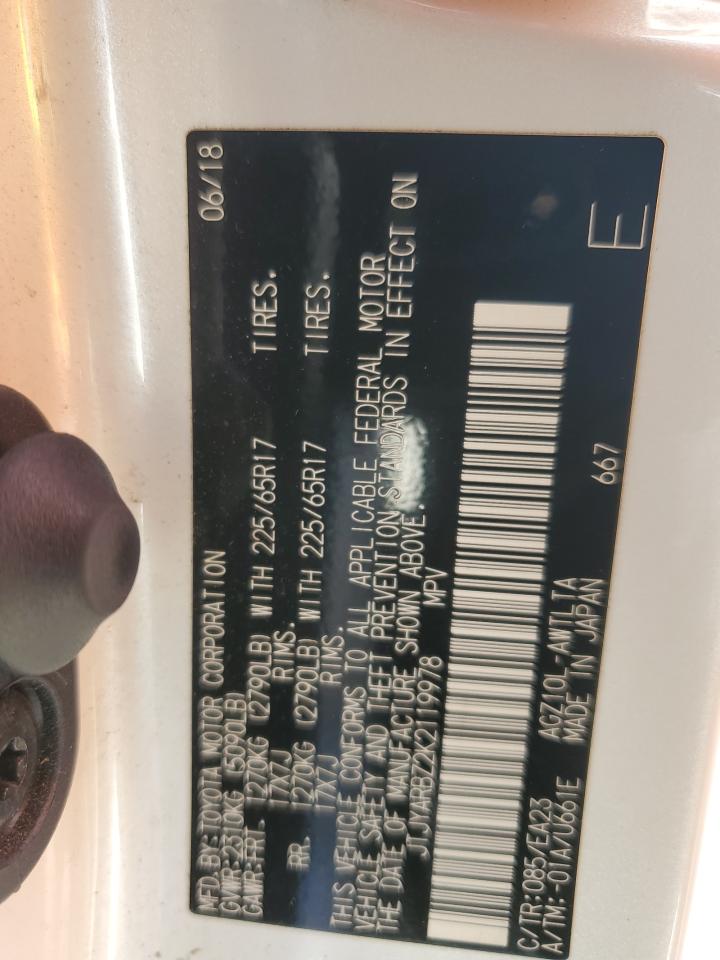 MFD. BY: TOYOTA MOTOR CORPORATION 06/18
GVWR: 2310KG (5090LB)
GAWR: FRT. 1270KG (2790LB) WITH 225/65R17 TIRES.
17X7J RIMS.
RR. 1270KG (2790LB) WITH 225/65R17 TIRES.
17X7J RIMS.
THIS VEHICLE CONFORMS TO ALL APPLICABLE FEDERAL MOTOR
VEHICLE SAFETY AND THEFT PREVENTION STANDARDS IN EFFECT ON
THE DATE OF MANUFACTURE SHOWN ABOVE.
JTJYARBZ2K2119978 MPV
C/TR: 085/EA23 AGZ10L-AWTLTA
A/TM: -01A/U661E MADE IN JAPAN 667 E